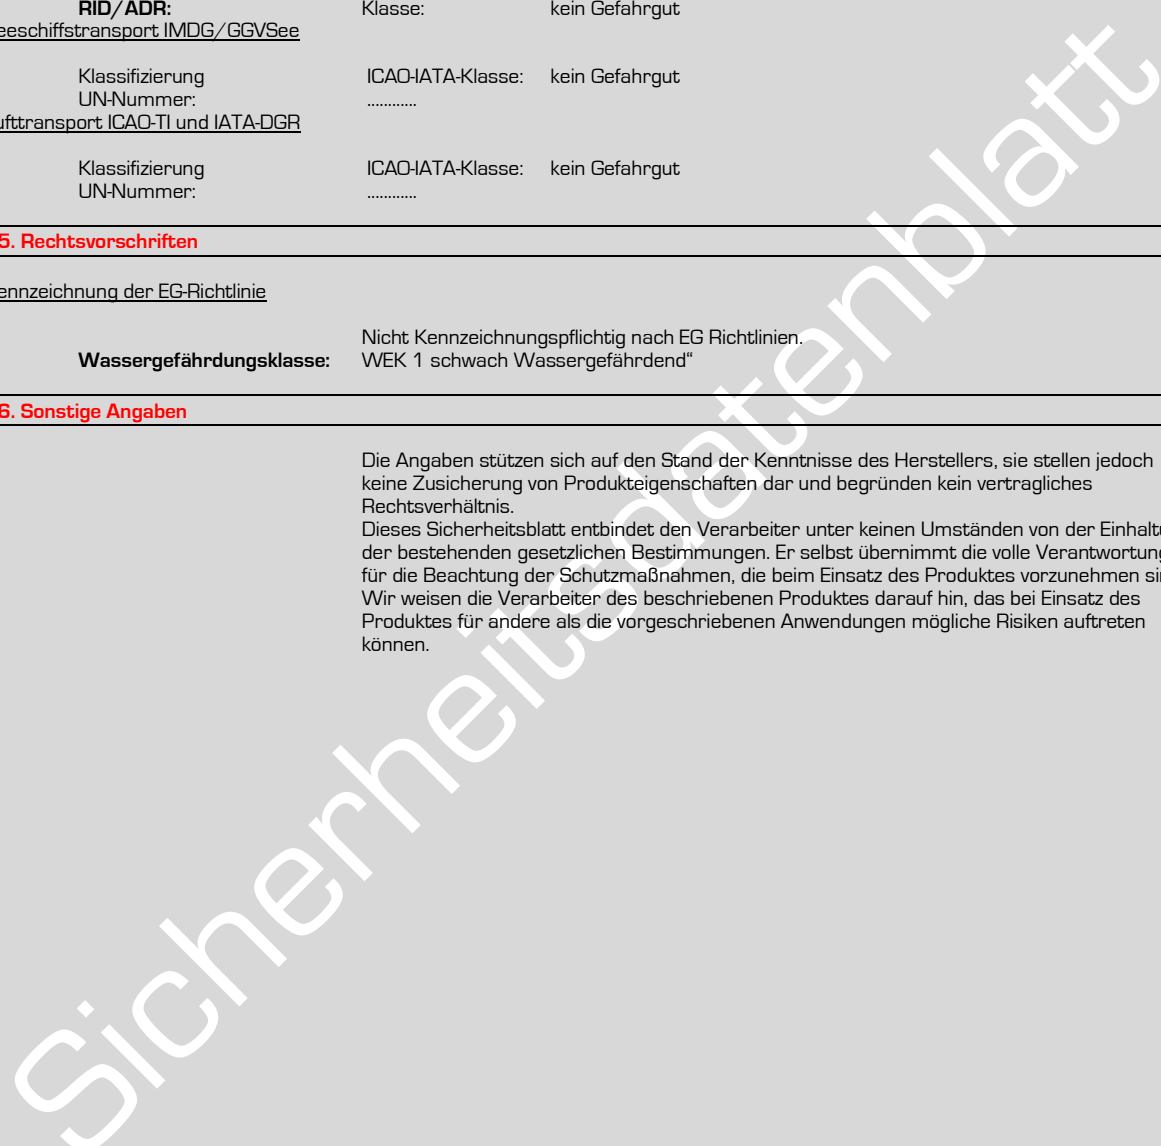 RID/ADR: Klasse: kein Gefahrgut
eeschiffstransport IMDG/GGVSee
Klassifizierung ICAO-IATA-Klasse: kein Gefahrgut
UN-Nummer: ............
ufttransport ICAO-TI und IATA-DGR
Klassifizierung ICAO-IATA-Klasse: kein Gefahrgut
UN-Nummer: ............
5. Rechtsvorschriften
ennzeichnung der EG-Richtlinie
Nicht Kennzeichnungspflichtig nach EG Richtlinien.
Wassergefährdungsklasse: WEK 1 schwach Wassergefährdend“
6. Sonstige Angaben
Die Angaben stützen sich auf den Stand der Kenntnisse des Herstellers, sie stellen jedoch
keine Zusicherung von Produkteigenschaften dar und begründen kein vertragliches
Rechtsverhältnis.
Dieses Sicherheitsblatt entbindet den Verarbeiter unter keinen Umständen von der Einhaltu
der bestehenden gesetzlichen Bestimmungen. Er selbst übernimmt die volle Verantwortung
für die Beachtung der Schutzmaßnahmen, die beim Einsatz des Produktes vorzunehmen sin
Wir weisen die Verarbeiter des beschriebenen Produktes darauf hin, das bei Einsatz des
Produktes für andere als die vorgeschriebenen Anwendungen mögliche Risiken auftreten
können.
Sicherheitsdatenblatt